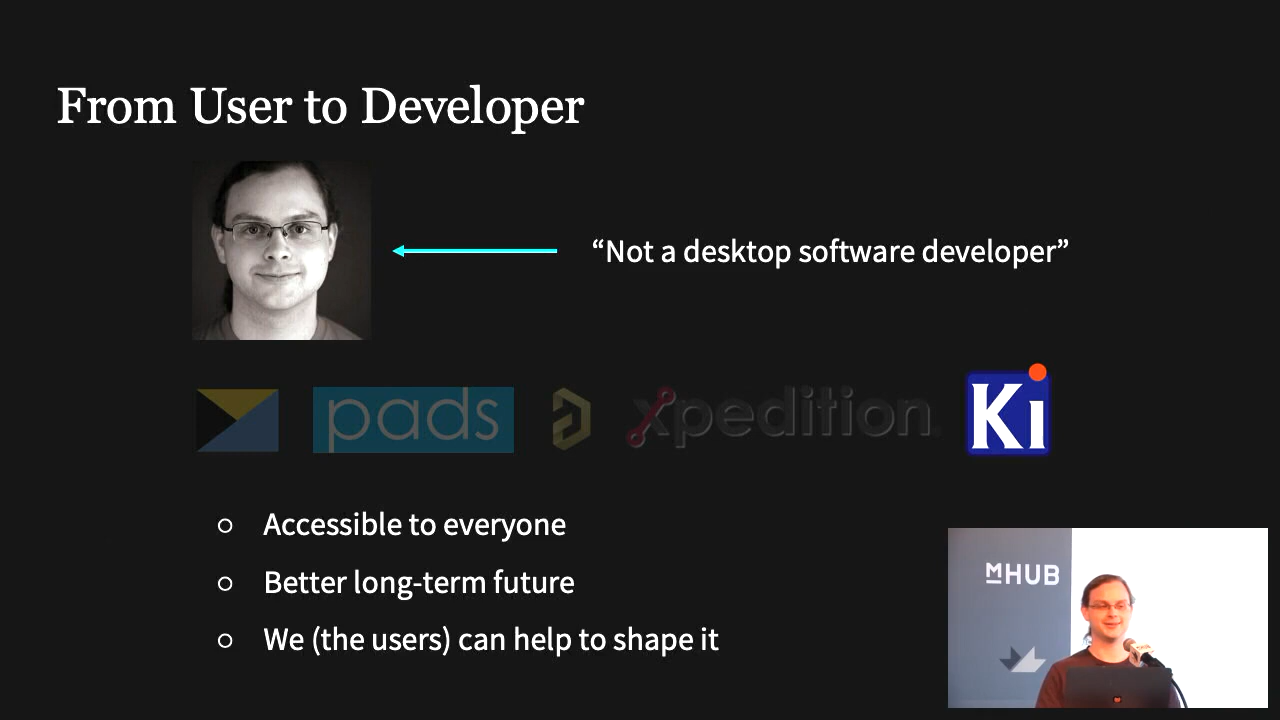 From User to Developer
“Not a desktop software developer”
pads
xpedition
Ki
Accessible to everyone
Better long-term future
We (the users) can help to shape it
MHUB